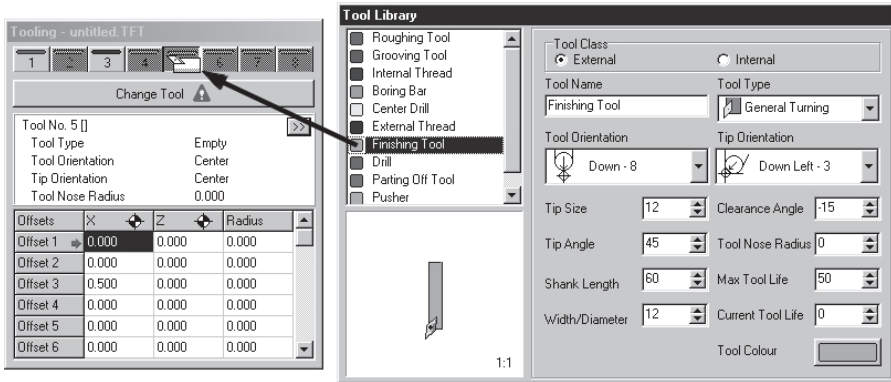 Tooling - untitled.TFT
1 2 3 4 6 7 8
Change Tool
Tool No. 5 []
>>
Tool Type Empty
Tool Orientation Center
Tip Orientation Center
Tool Nose Radius 0.000
Offsets X Z Radius
Offset 1 0.000 0.000 0.000
Offset 2 0.000 0.000 0.000
Offset 3 0.500 0.000 0.000
Offset 4 0.000 0.000 0.000
Offset 5 0.000 0.000 0.000
Offset 6 0.000 0.000 0.000
Tool Library
Roughing Tool
Grooving Tool
Internal Thread
Boring Bar
Center Drill
External Thread
Finishing Tool
Drill
Parting Off Tool
Pusher
1:1
Tool Class
External Internal
Tool Name Tool Type
Finishing Tool General Turning
Tool Orientation Tip Orientation
Down - 8 Down Left - 3
Tip Size 12 Clearance Angle -15
Tip Angle 45 Tool Nose Radius 0
Shank Length 60 Max Tool Life 50
Width/Diameter 12 Current Tool Life 0
Tool Colour